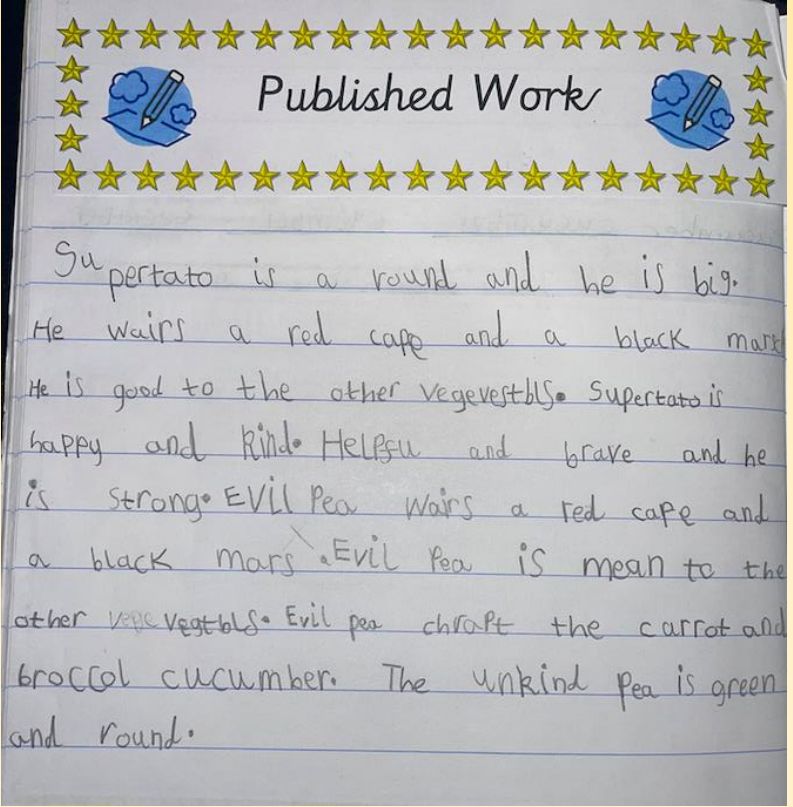 Published Work
Supertato is a round and he is big.
He wairs a red cape and a black mark
He is good to the other vegevestbls. Supertato is
happy and kind. Helpfu and brave and he
is strong. EVil Pea wairs a red cape and
a black mars. Evil Pea is mean to the
other vegtbls. Evil pea chrapt the carrot and
broccol cucumber. The unkind Pea is green
and round.